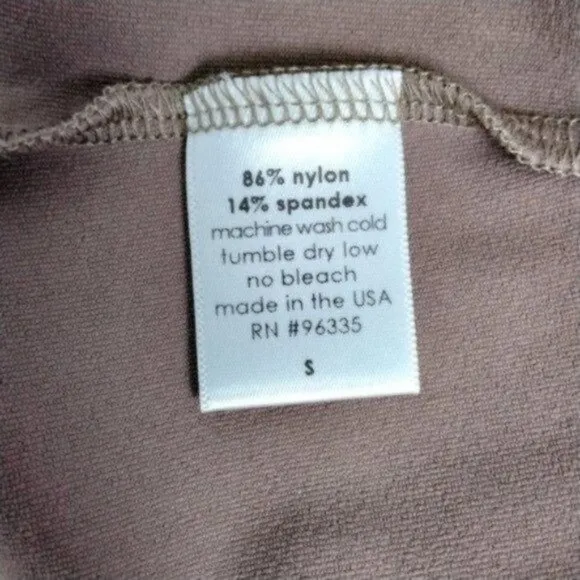 86% nylon
14% spandex
machine wash cold
tumble dry low
no bleach
made in the USA
RN #96335
S